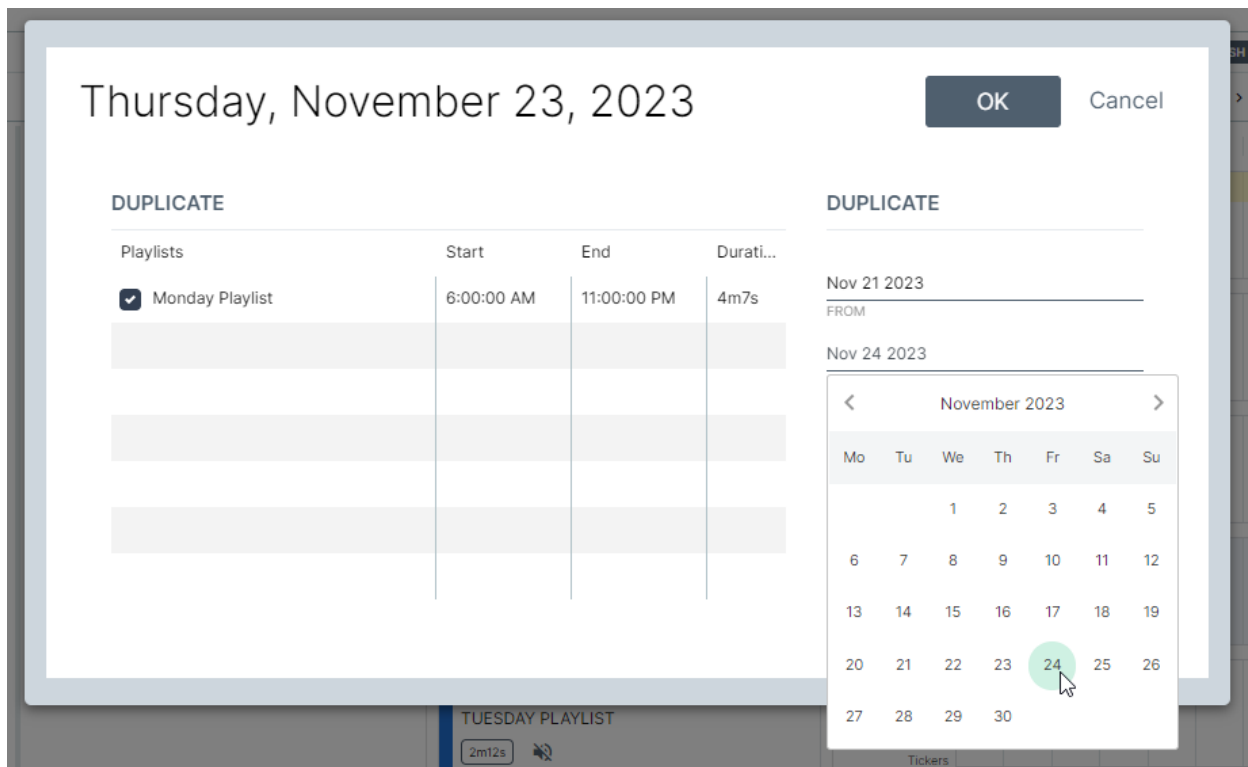 Thursday, November 23, 2023
OK
Cancel
SH
DUPLICATE
Playlists Start End Durati...
Monday Playlist 6:00:00 AM 11:00:00 PM 4m7s
DUPLICATE
Nov 21 2023
FROM
Nov 24 2023
November 2023
Mo Tu We Th Fr Sa Su
1 2 3 4 5
6 7 8 9 10 11 12
13 14 15 16 17 18 19
20 21 22 23 24 25 26
27 28 29 30
TUESDAY PLAYLIST
2m12s
Tickers